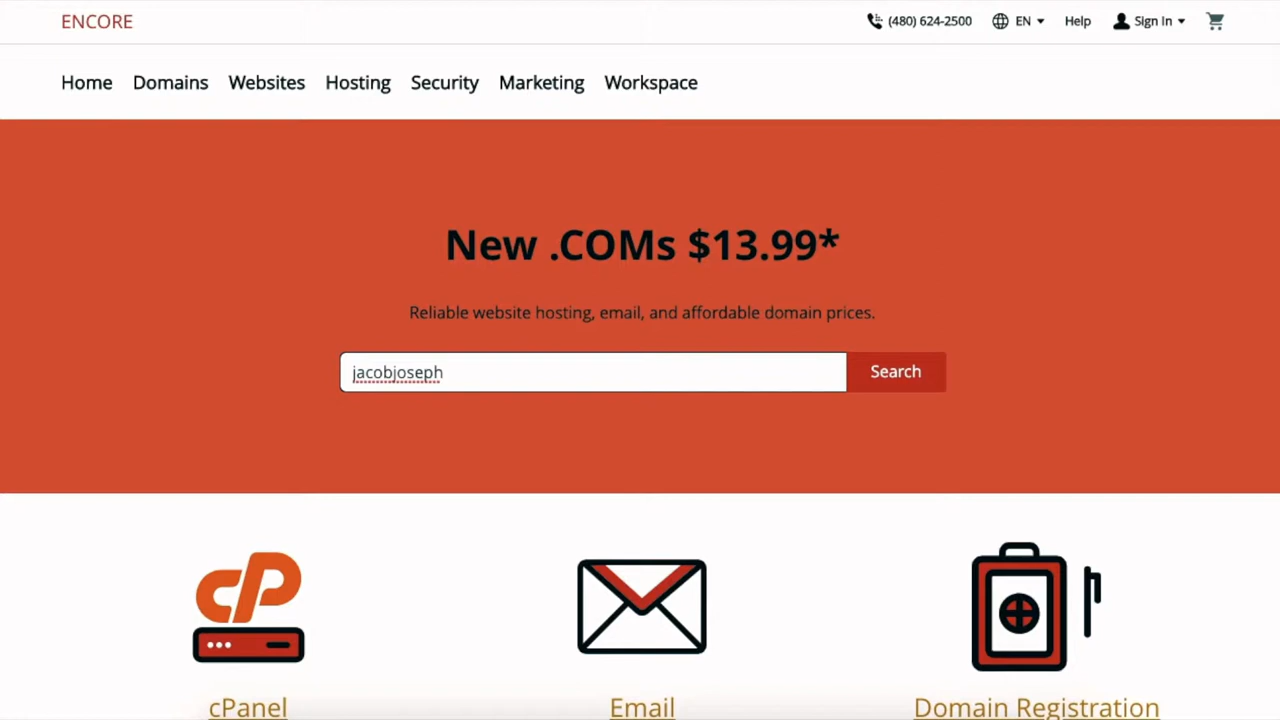 ENCORE
(480) 624-2500 EN Help Sign In
Home Domains Websites Hosting Security Marketing Workspace
New .COMs $13.99*
Reliable website hosting, email, and affordable domain prices.
jacobjoseph Search
cPanel Email Domain Registration